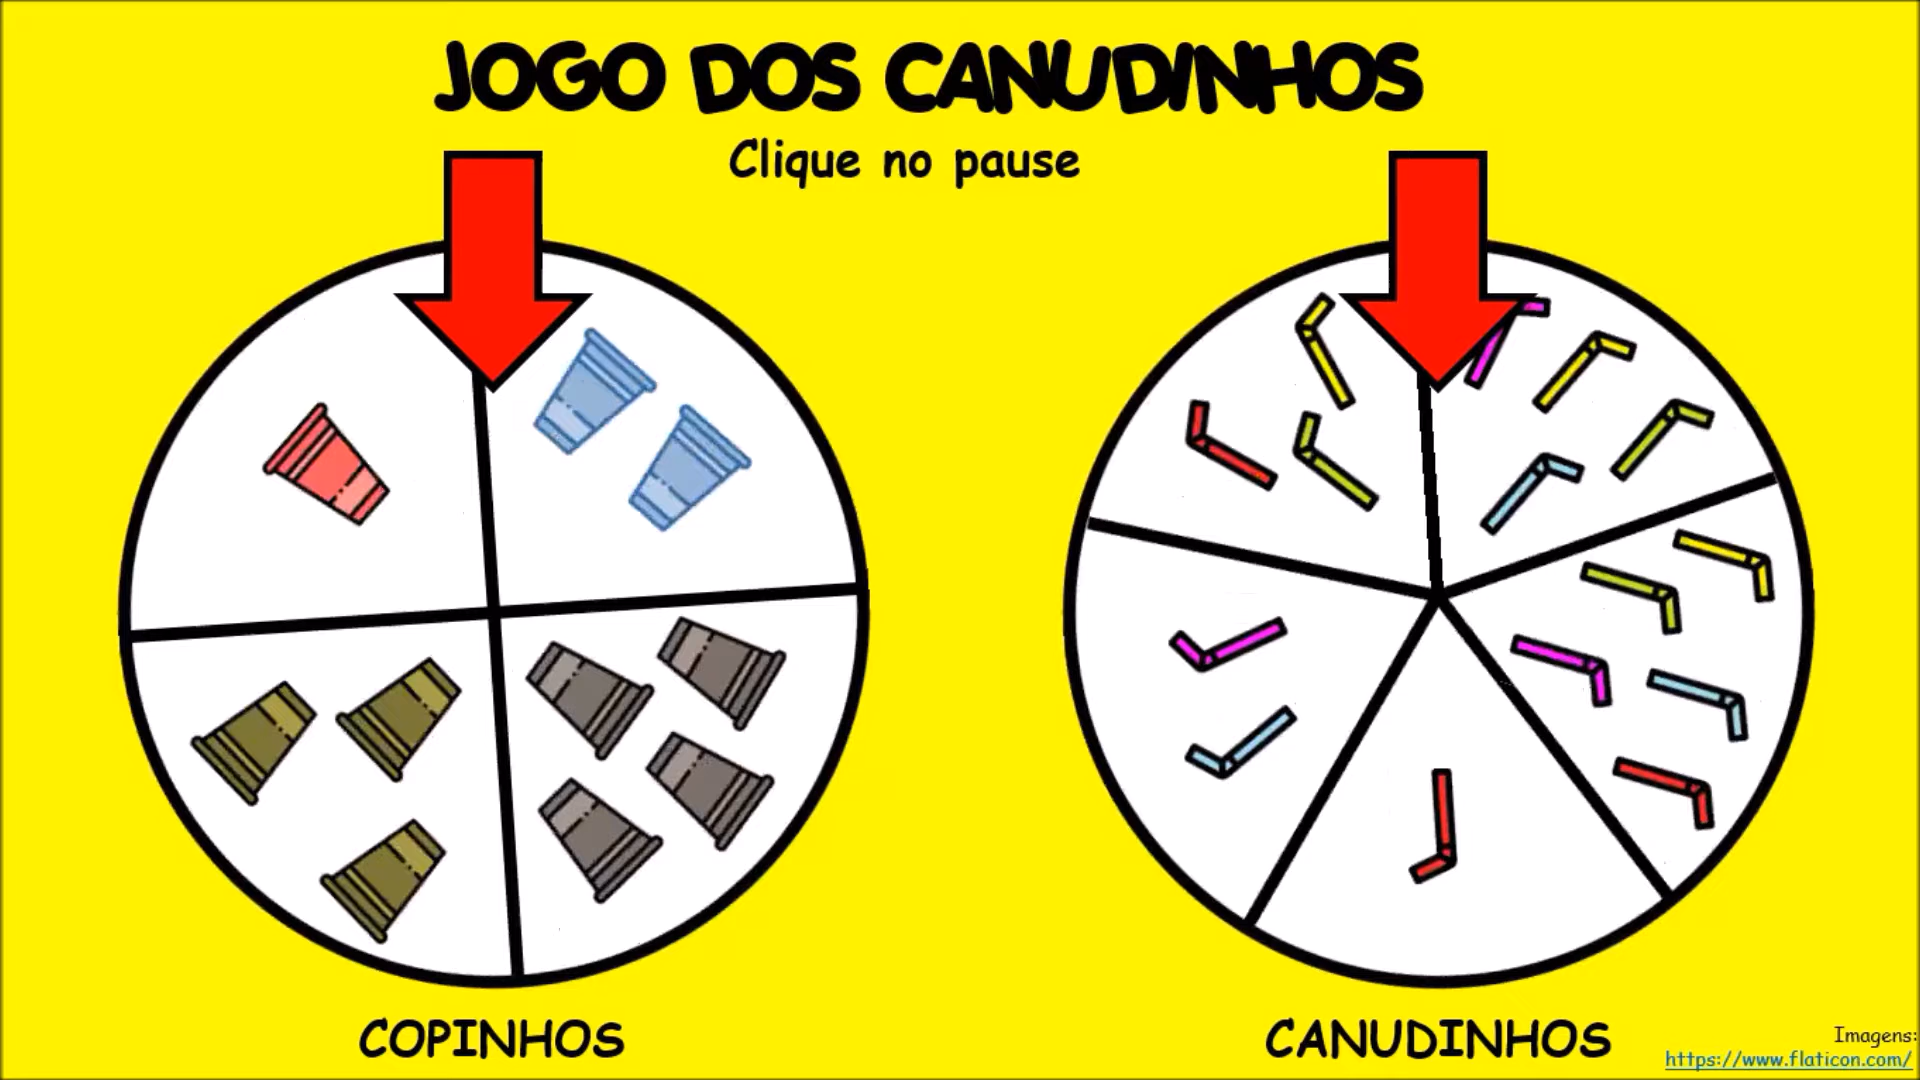 JOGO DOS CANUDINHOS
Clique no pause
COPINHOS
CANUDINHOS
Imagens:
https://www.flaticon.com/